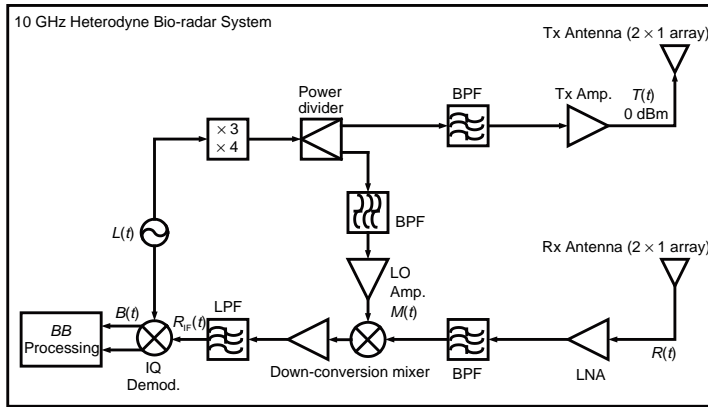 10 GHz Heterodyne Bio-radar System
Tx Antenna (2 × 1 array)
Power
divider
BPF
Tx Amp.
T(t)
0 dBm
× 3
× 4
BPF
L(t)
Rx Antenna (2 × 1 array)
LO
Amp.
M(t)
LPF
B(t)
R_IF(t)
BB
Processing
IQ
Demod.
Down-conversion mixer
BPF
LNA
R(t)